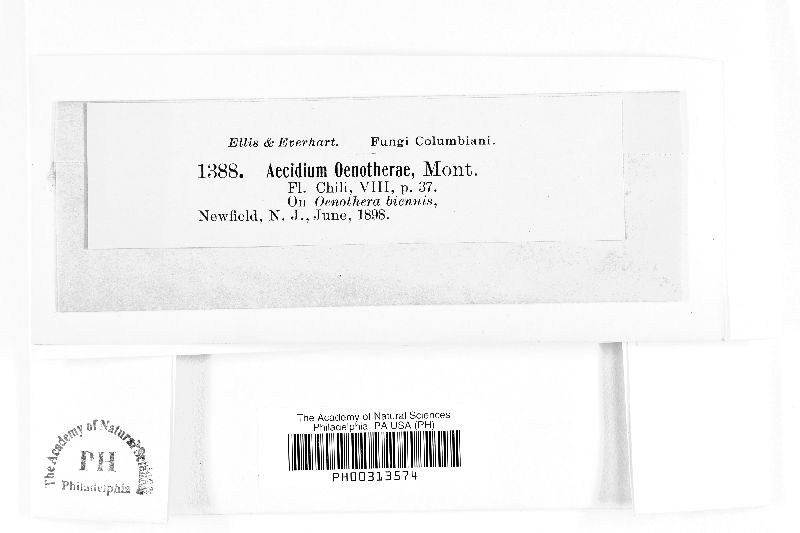 Ellis & Everhart. Fungi Columbiani.
1388. Aecidium Oenotherae, Mont.
Fl. Chili, VIII, p. 37.
On Oenothera biennis,
Newfield, N. J., June, 1898.
The Academy of Natural Sciences
PH
Philadelphia
The Academy of Natural Sciences
Philadelphia, PA USA (PH)
PH00313574